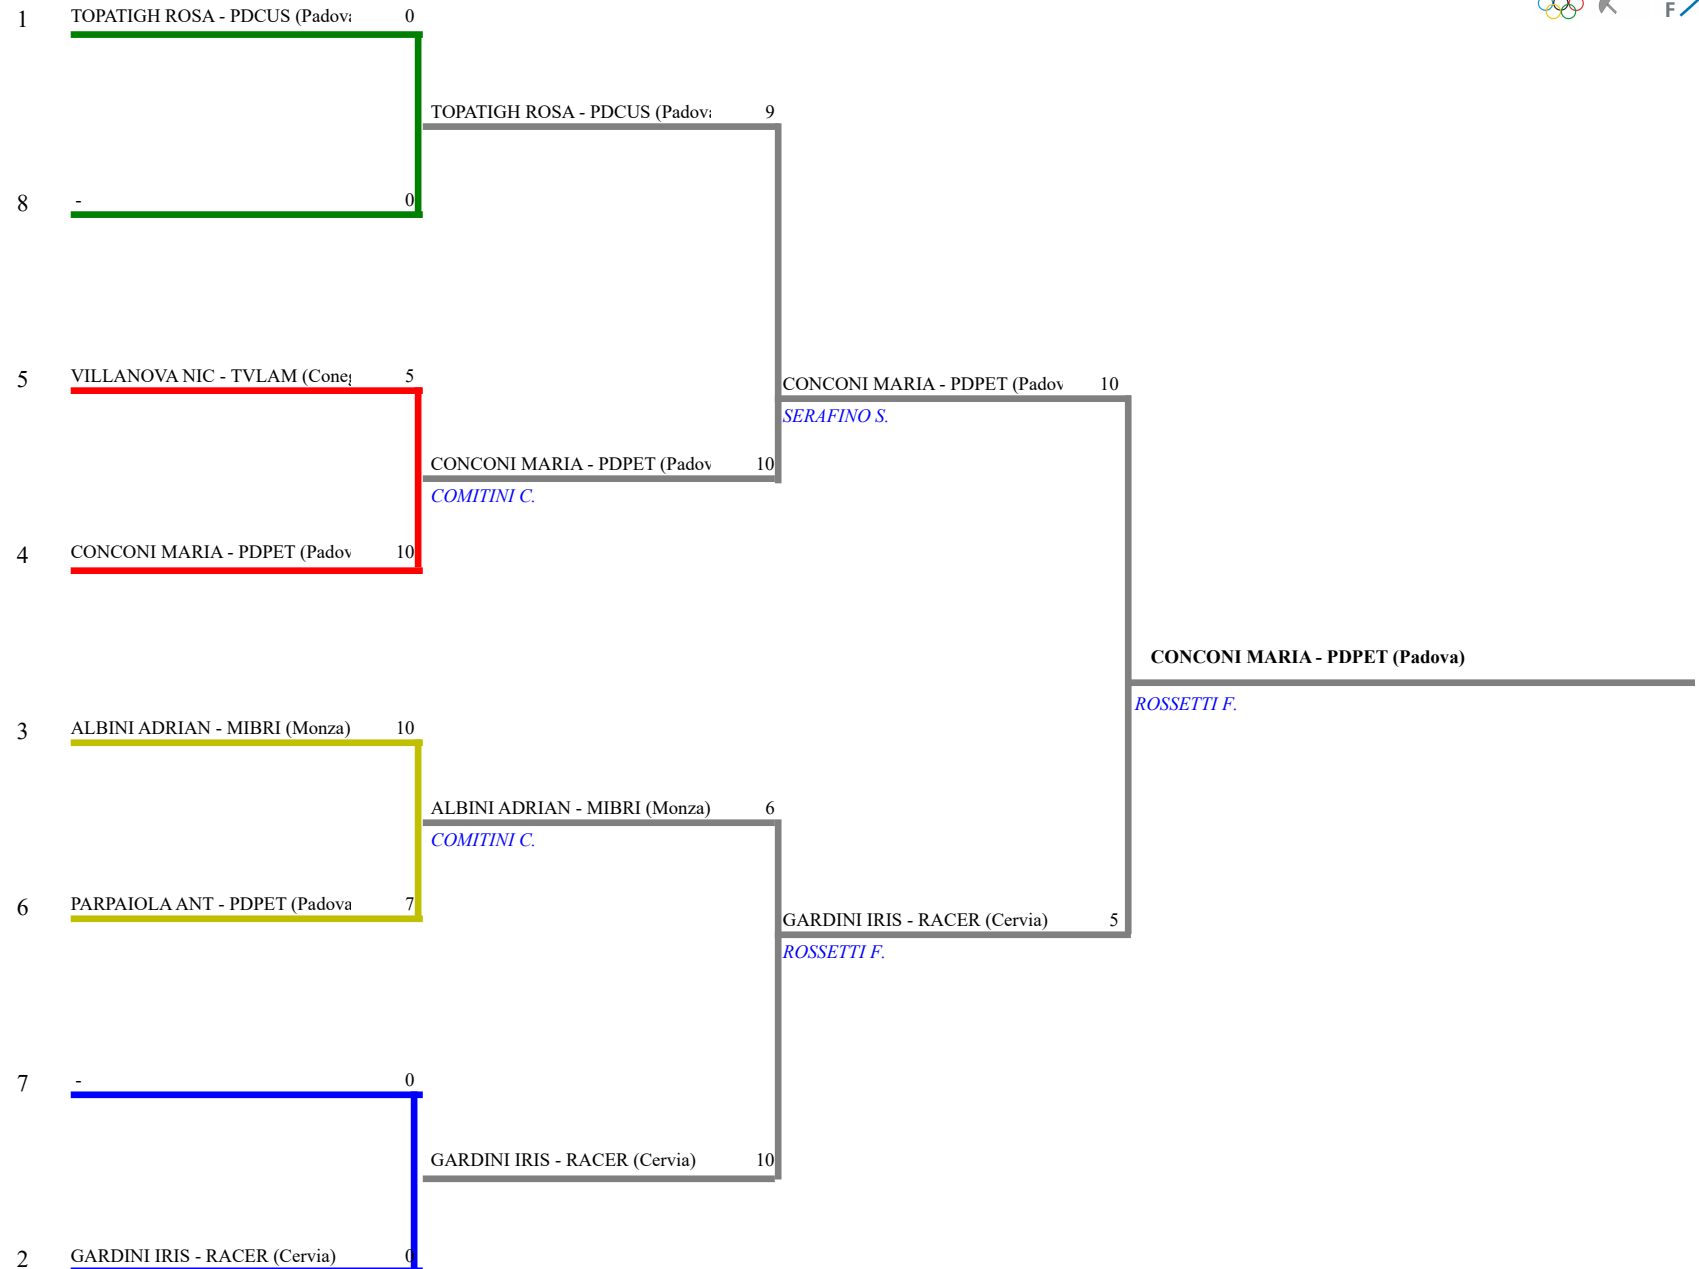 1 TOPATIGH ROSA - PDCUS (Padova 0
F
TOPATIGH ROSA - PDCUS (Padova 9
8 - 0
5 VILLANOVA NIC - TVLAM (Coneg 5
CONCONI MARIA - PDPET (Padov 10
SERAFINO S.
CONCONI MARIA - PDPET (Padov 10
COMITINI C.
4 CONCONI MARIA - PDPET (Padov 10
CONCONI MARIA - PDPET (Padova)
ROSSETTI F.
3 ALBINI ADRIAN - MIBRI (Monza) 10
ALBINI ADRIAN - MIBRI (Monza) 6
COMITINI C.
6 PARPAIOLA ANT - PDPET (Padova 7
GARDINI IRIS - RACER (Cervia) 5
ROSSETTI F.
7 - 0
GARDINI IRIS - RACER (Cervia) 10
2 GARDINI IRIS - RACER (Cervia) 0